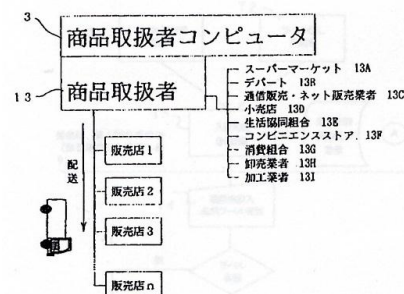 3
商品取扱者コンピュータ
13
商品取扱者
スーパーマーケット 13A
デパート 13B
通信販売・ネット販売業者 13C
小売店 13D
生活協同組合 13E
コンビニエンスストア. 13F
消費組合 13G
卸売業者 13H
加工業者 13I
配送
販売店1
販売店2
販売店3
販売店n